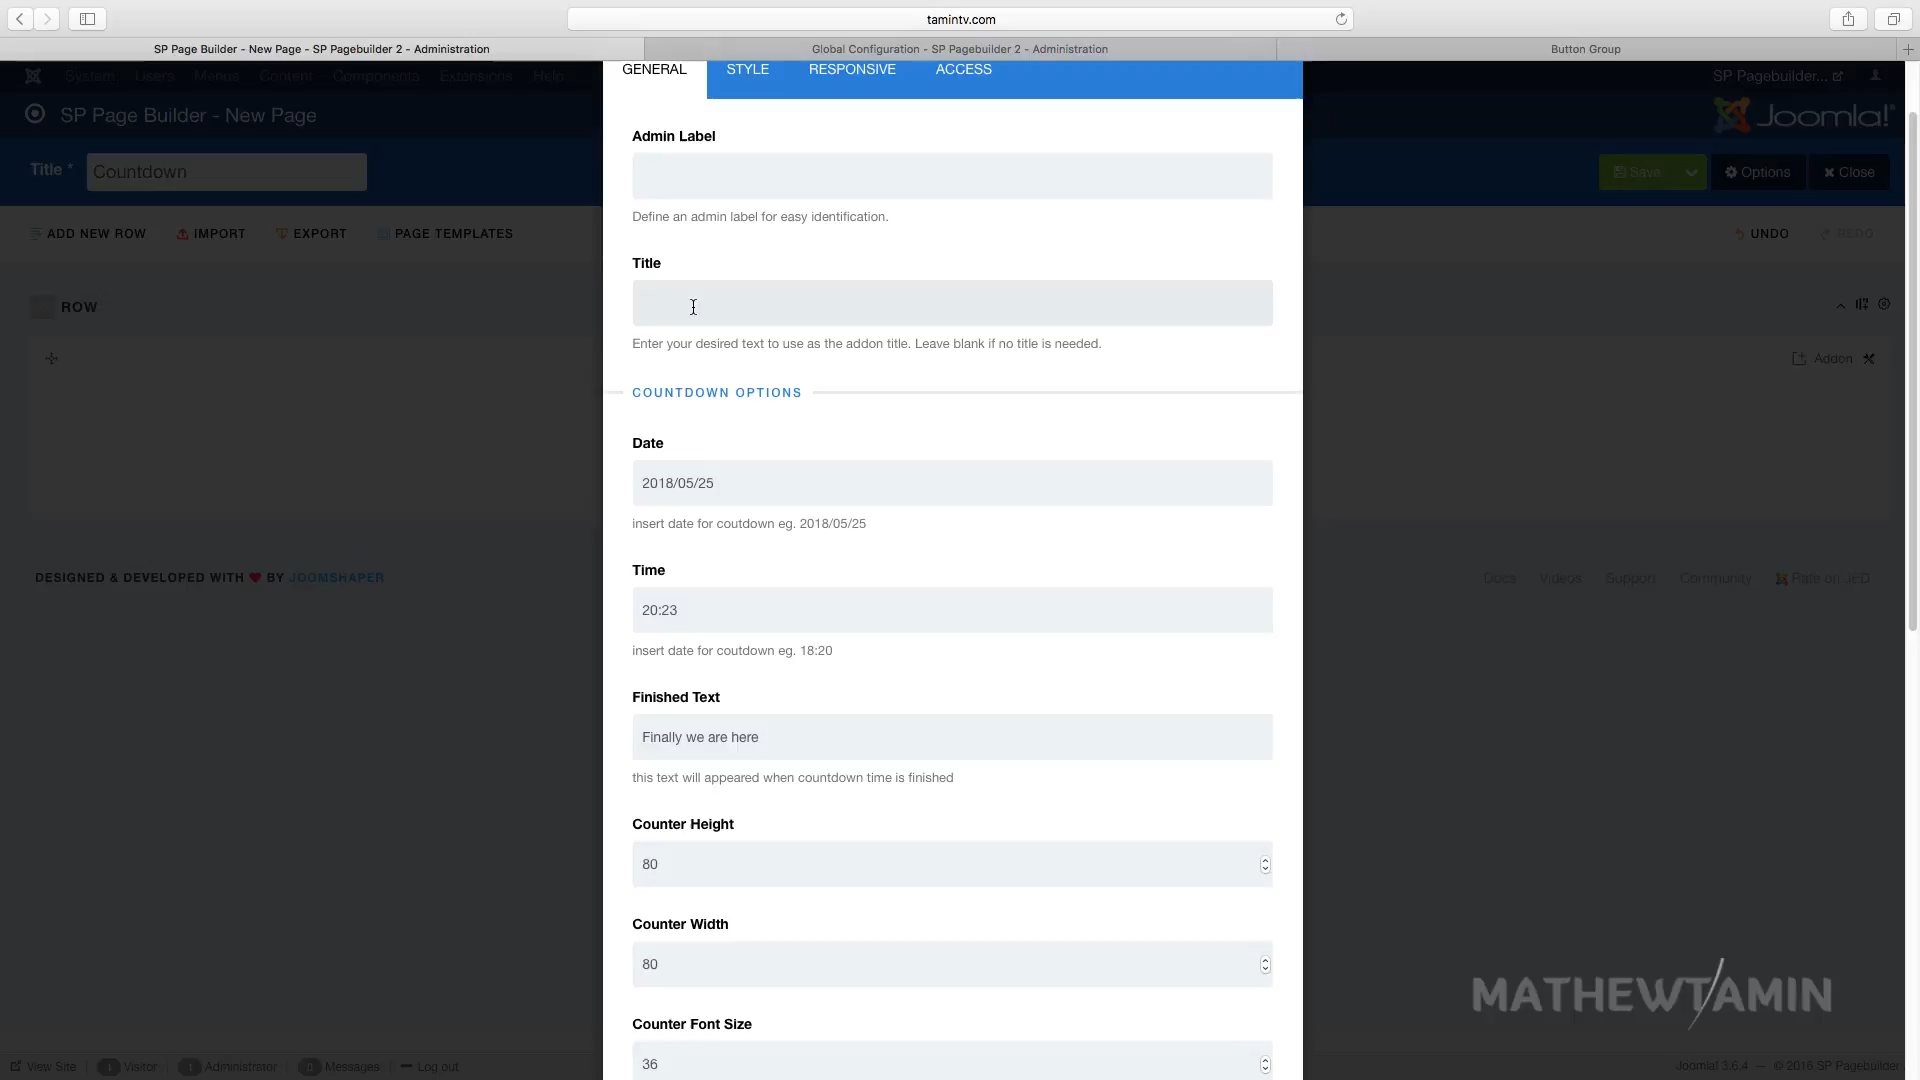 tamintv.com
SP Page Builder - New Page - SP Pagebuilder 2 - Administration
Global Configuration - SP Pagebuilder 2 - Administration
Button Group
System Users Menus Content Components Extensions Help
SP Pagebuilder...
GENERAL STYLE RESPONSIVE ACCESS
SP Page Builder - New Page
Joomla!
Title *
Countdown
Save
Options
Close
ADD NEW ROW IMPORT EXPORT PAGE TEMPLATES
UNDO REDO
ROW
Addon
Admin Label
Define an admin label for easy identification.
Title
Enter your desired text to use as the addon title. Leave blank if no title is needed.
COUNTDOWN OPTIONS
Date
2018/05/25
insert date for coutdown eg. 2018/05/25
Time
20:23
insert date for coutdown eg. 18:20
Finished Text
Finally we are here
this text will appeared when countdown time is finished
Counter Height
80
Counter Width
80
Counter Font Size
36
DESIGNED & DEVELOPED WITH ♥ BY JOOMSHAPER
Docs Videos Support Community Rate on JED
MATHEWTAMIN
View Site Visitor Administrator Messages Log out
Joomla! 3.6.4 — © 2016 SP Pagebuilder